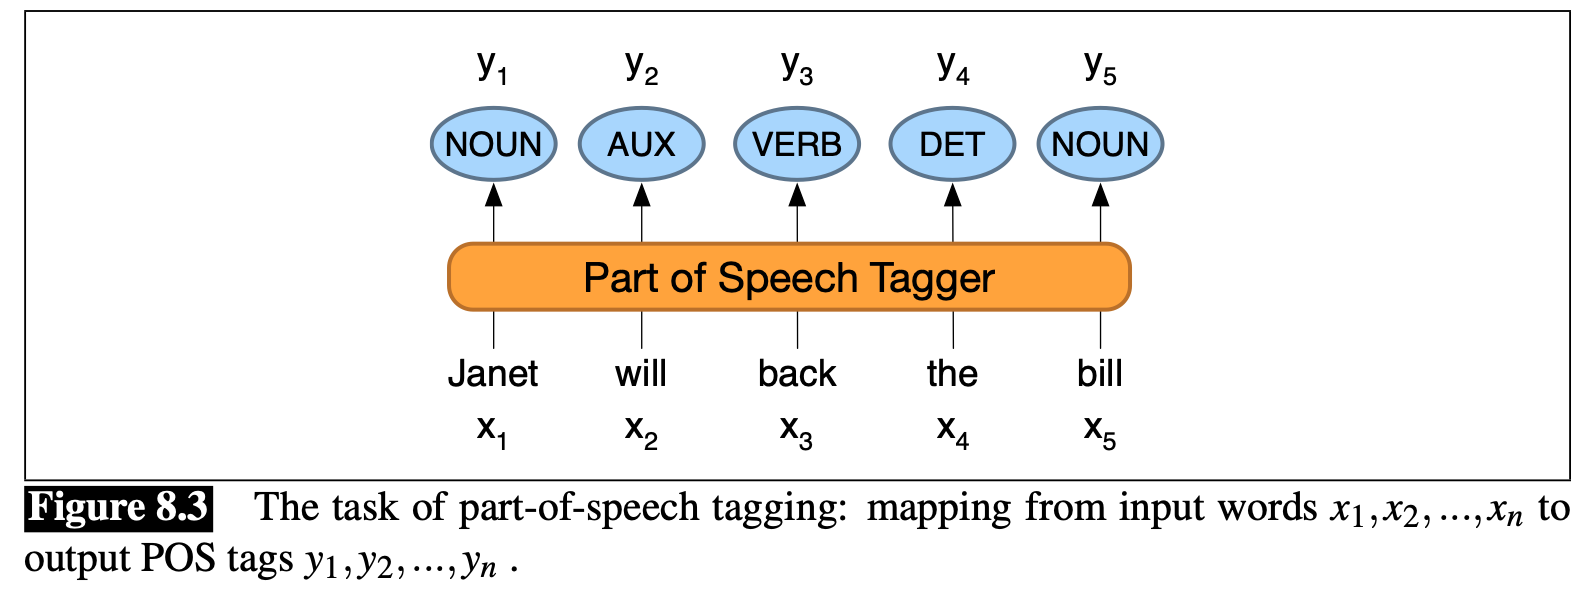 y1 y2 y3 y4 y5
NOUN AUX VERB DET NOUN
Part of Speech Tagger
Janet will back the bill
x1 x2 x3 x4 x5
Figure 8.3 The task of part-of-speech tagging: mapping from input words x1,x2,...,xn to
output POS tags y1,y2,...,yn .